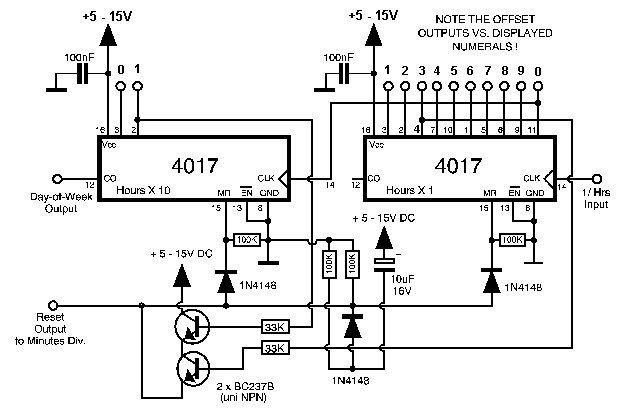 +5 - 15V
+5 - 15V
NOTE THE OFFSET
OUTPUTS VS. DISPLAYED
NUMERALS !
100nF
0 1
100nF
1 2 3 4 5 6 7 8 9 0
16 3 2
16 3 2 4 7 10 1 5 6 9 11
Vcc
4017
CO
CLK
Hours X 10
MR EN GND
12
14
15 13 8
Vcc
4017
CO
CLK
Hours X 1
MR EN GND
12
14
15 13 8
Day-of-Week
Output
1/ Hrs
Input
100K
+ 5 - 15V DC
100K
+ 5 - 15V DC
100K
100K
10uF
16V
1N4148
1N4148
Reset
Output
to Minutes Div.
33K
33K
1N4148
2 x BC237B
(uni NPN)